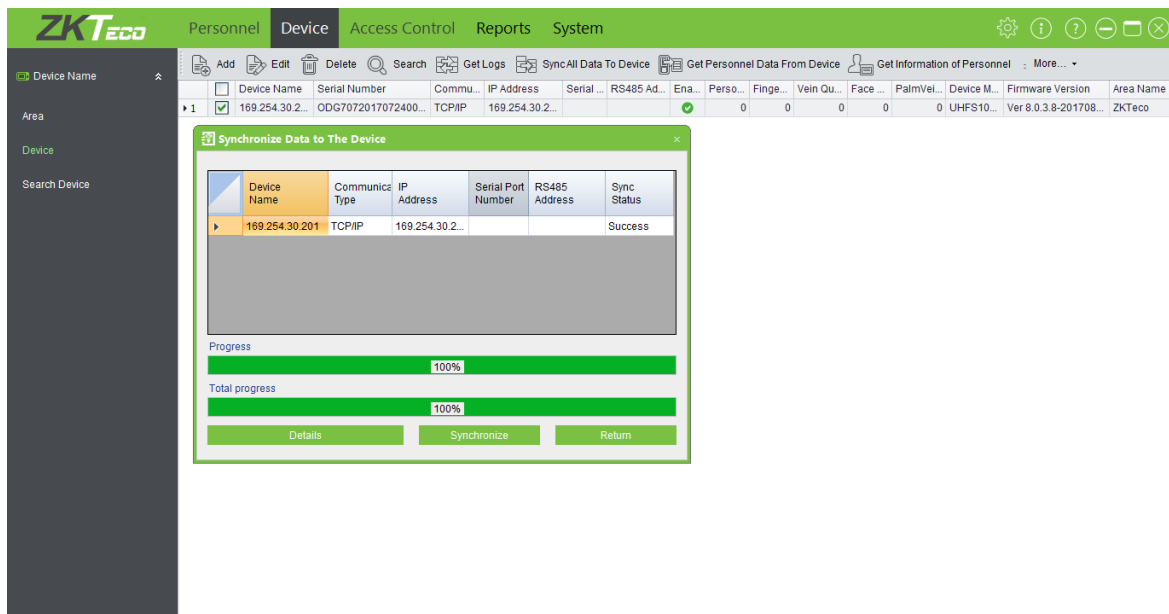 ZKTeco Personnel Device Access Control Reports System
Device Name
Add Edit Delete Search Get Logs Sync All Data To Device Get Personnel Data From Device Get Information of Personnel More...
Device Name Serial Number Commu... IP Address Serial ... RS485 Ad... Ena... Perso... Finge... Vein Qu... Face ... PalmVei... Device M... Firmware Version Area Name
1 169.254.30.2... ODG7072017072400... TCP/IP 169.254.30.2... 0 0 0 0 0 UHFS10... Ver 8.0.3.8-201708... ZKTeco
Area
Device
Search Device
Synchronize Data to The Device ×
Device Name Communica Type IP Address Serial Port Number RS485 Address Sync Status
169.254.30.201 TCP/IP 169.254.30.2... Success
Progress
100%
Total progress
100%
Details Synchronize Return